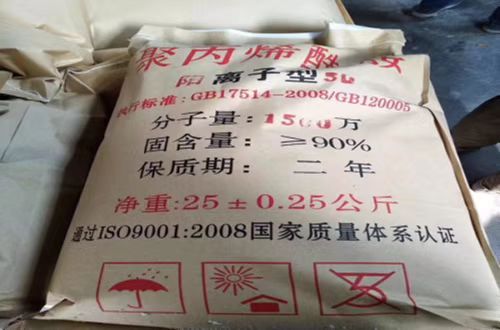 聚丙烯酰胺
阳离子型50
执行标准:GB17514-2008/GB120005
分子量:1500万
固含量:≥90%
保质期:二年
净重:25±0.25公斤
通过ISO9001:2008国家质量体系认证